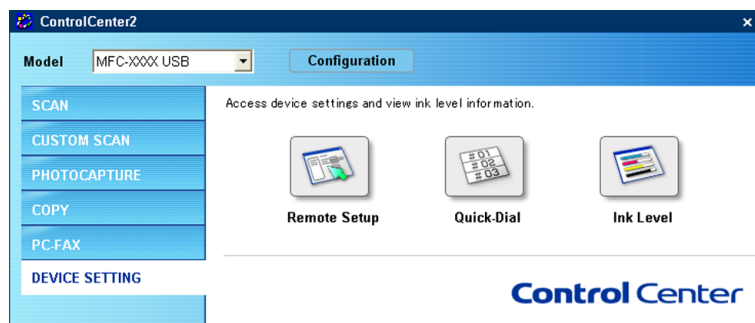 ControlCenter2
Model MFC-XXXX USB Configuration
SCAN
CUSTOM SCAN
PHOTOCAPTURE
COPY
PC-FAX
DEVICE SETTING
Access device settings and view ink level information.
#01
#02
#03
Remote Setup Quick-Dial Ink Level
Control Center